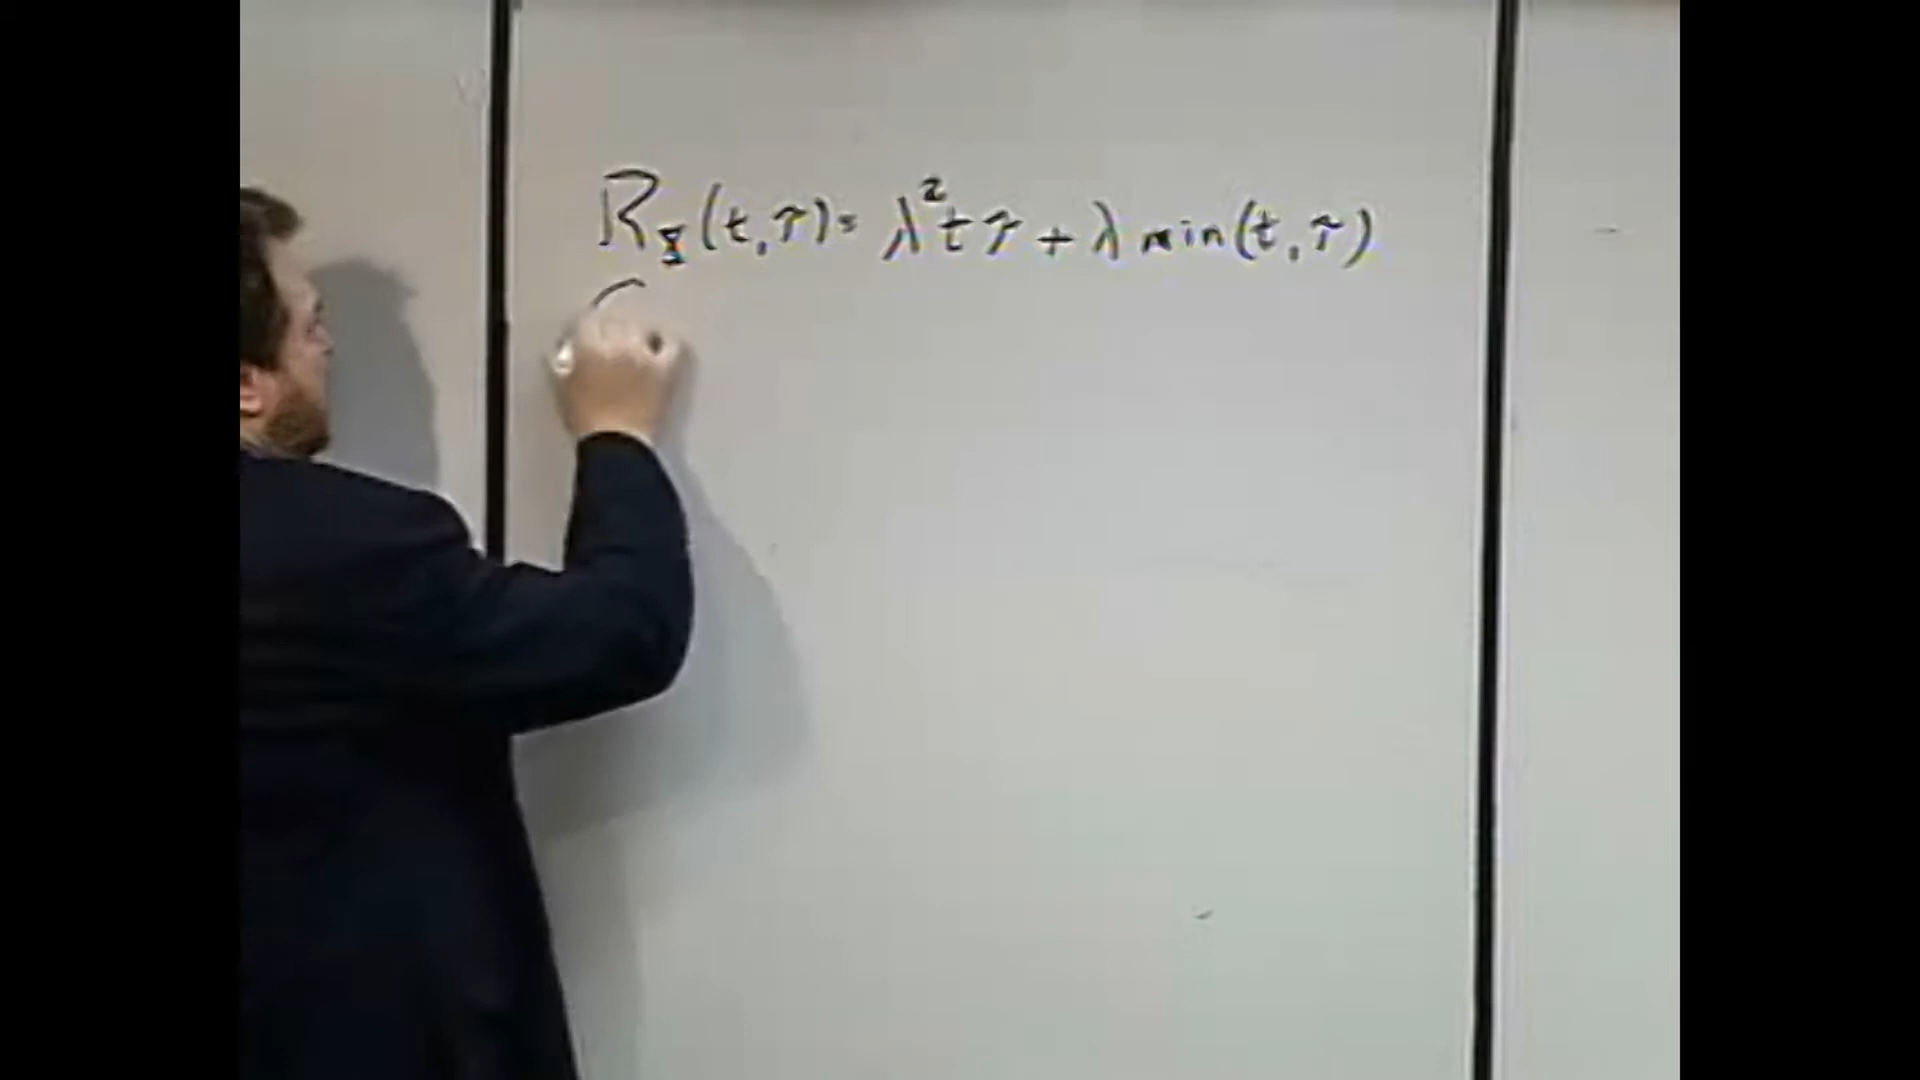 R_X(t,τ)= λ²tτ + λ min(t,τ)